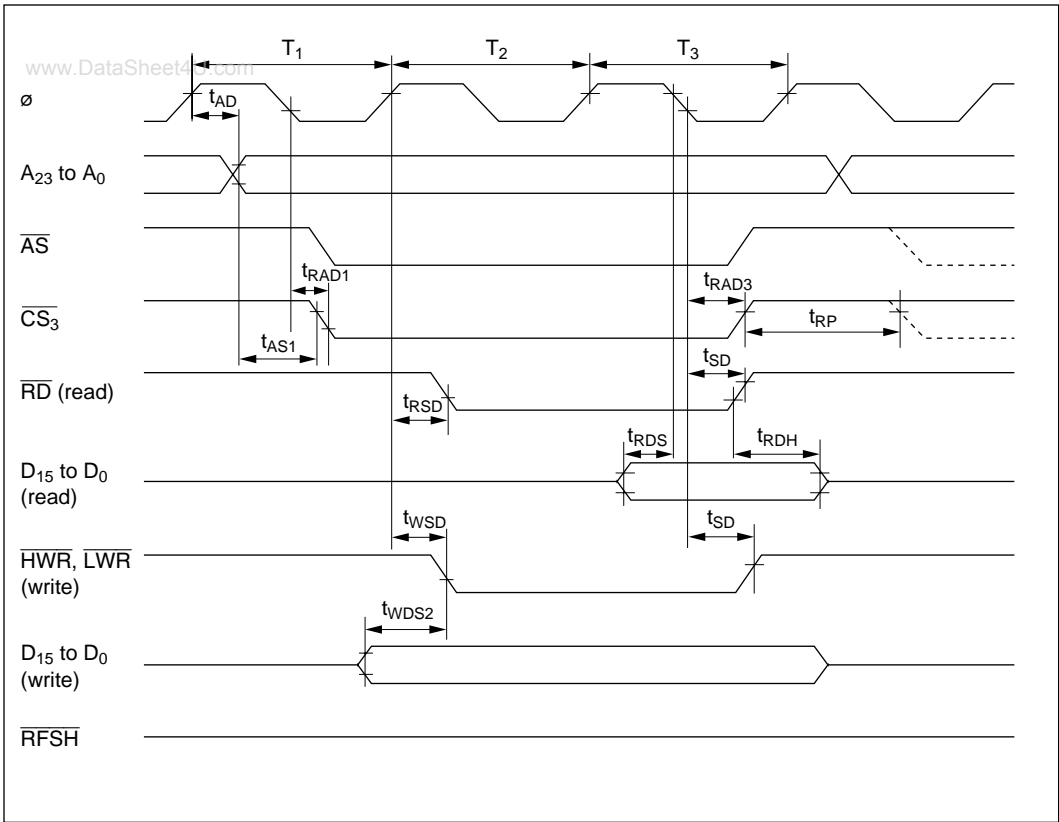 T1 T2 T3
www.DataSheet4U.com
ø
tAD
A23 to A0
AS
tRAD1 tRAD3
CS3
tRP
tAS1
tSD
RD (read)
tRSD
tRDS tRDH
D15 to D0
(read)
tWSD tSD
HWR, LWR
(write)
tWDS2
D15 to D0
(write)
RFSH